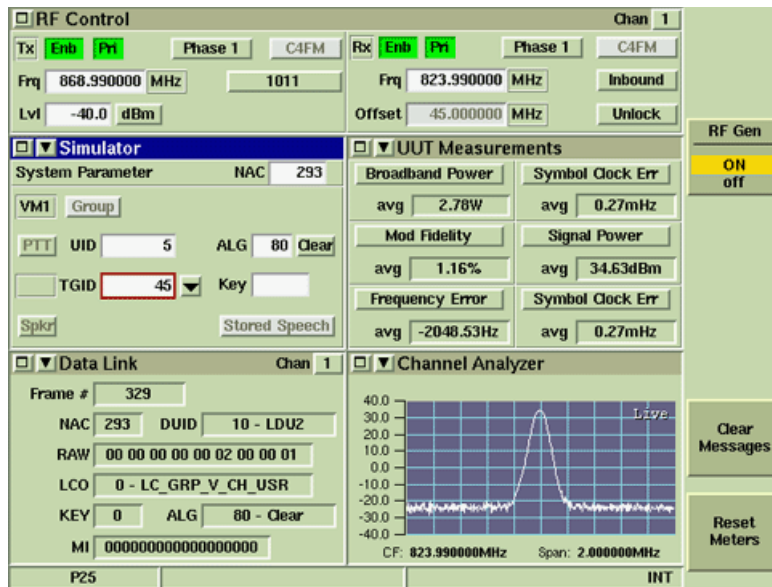 RF Control
Chan 1
Tx Enb Pri Phase 1 C4FM
Frq 868.990000 MHz 1011
Lvl -40.0 dBm
Rx Enb Pri Phase 1 C4FM
Frq 823.990000 MHz Inbound
Offset 45.000000 MHz Unlock
RF Gen
ON
off
Simulator
System Parameter NAC 293
VM1 Group
PTT UID 5 ALG 80 Clear
TGID 45 Key
Spkr Stored Speech
UUT Measurements
Broadband Power Symbol Clock Err
avg 2.78W avg 0.27mHz
Mod Fidelity Signal Power
avg 1.16% avg 34.63dBm
Frequency Error Symbol Clock Err
avg -2048.53Hz avg 0.27mHz
Data Link Chan 1
Frame # 329
NAC 293 DUID 10 - LDU2
RAW 00 00 00 00 00 02 00 00 01
LCO 0 - LC_GRP_V_CH_USR
KEY 0 ALG 80 - Clear
MI 000000000000000000
Channel Analyzer
Live
40.0
30.0
20.0
10.0
0.0
-10.0
-20.0
-30.0
-40.0
CF: 823.990000MHz Span: 2.000000MHz
Clear
Messages
Reset
Meters
P25 INT